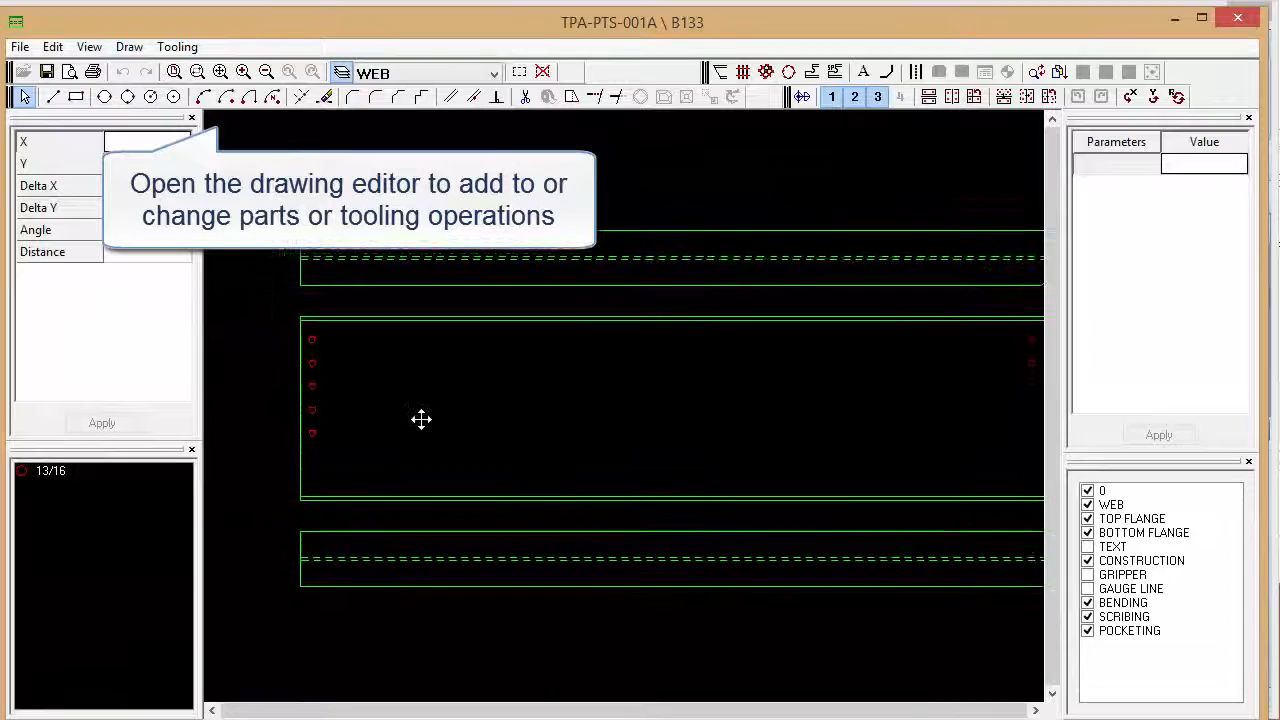 TPA-PTS-001A \ B133
File Edit View Draw Tooling
WEB
A
1 2 3 4
X
Y
Delta X
Delta Y
Angle
Distance
Apply
Open the drawing editor to add to or
change parts or tooling operations
13/16
Parameters Value
Apply
0
WEB
TOP FLANGE
BOTTOM FLANGE
TEXT
CONSTRUCTION
GRIPPER
GAUGE LINE
BENDING
SCRIBING
POCKETING